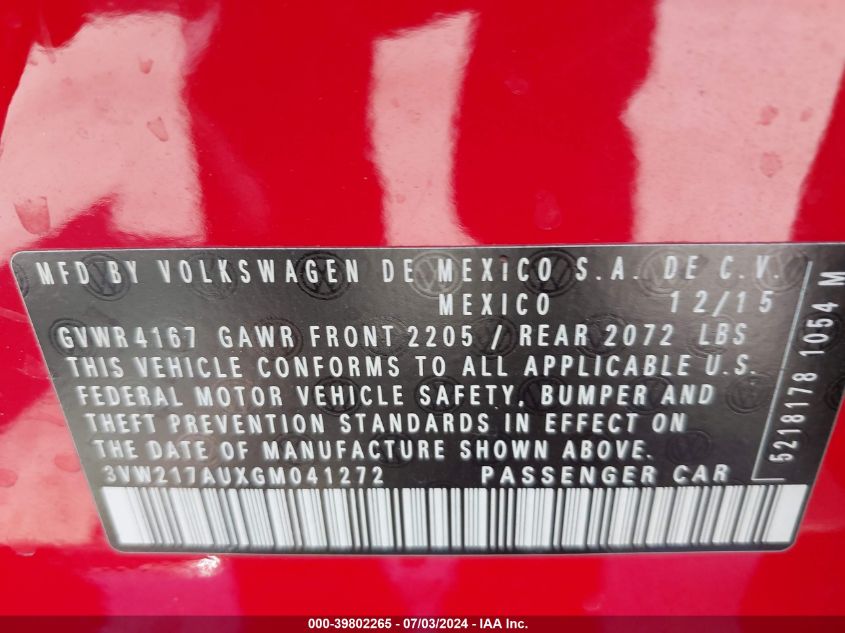 MFD BY VOLKSWAGEN DE MEXICO S.A. DE C.V.
MEXICO 12/15
GVWR 4167 GAWR FRONT 2205 / REAR 2072 LBS
THIS VEHICLE CONFORMS TO ALL APPLICABLE U.S.
FEDERAL MOTOR VEHICLE SAFETY, BUMPER AND
THEFT PREVENTION STANDARDS IN EFFECT ON
THE DATE OF MANUFACTURE SHOWN ABOVE.
3VW217AUXGM041272 PASSENGER CAR
5218178 1054 M
000-39802265 - 07/03/2024 - IAA Inc.